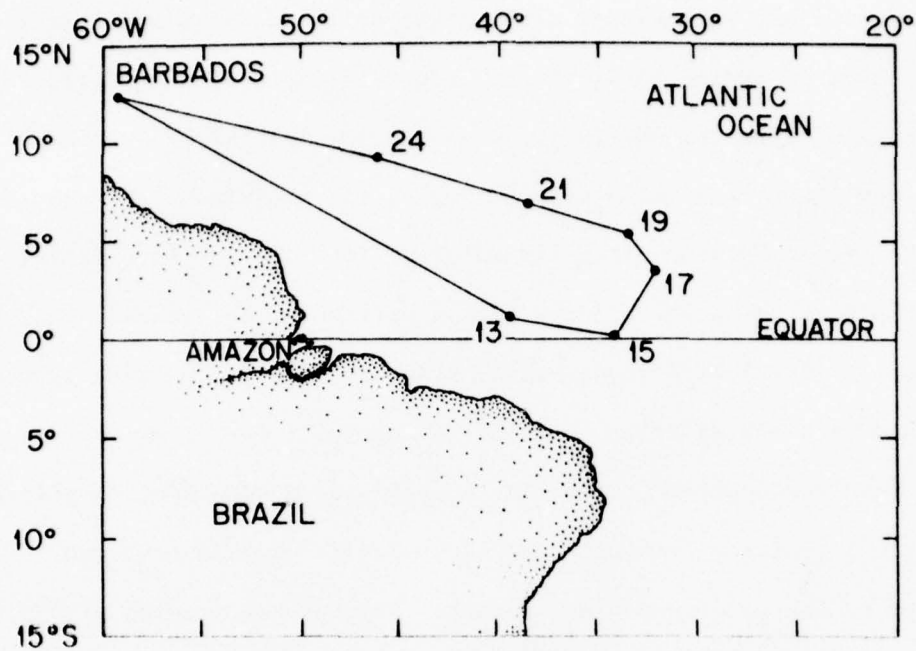 60°W 50° 40° 30° 20°
15°N
BARBADOS
ATLANTIC
OCEAN
10°
24
21
19
5°
17
13
15
0°
EQUATOR
AMAZON
5°
BRAZIL
10°
15°S